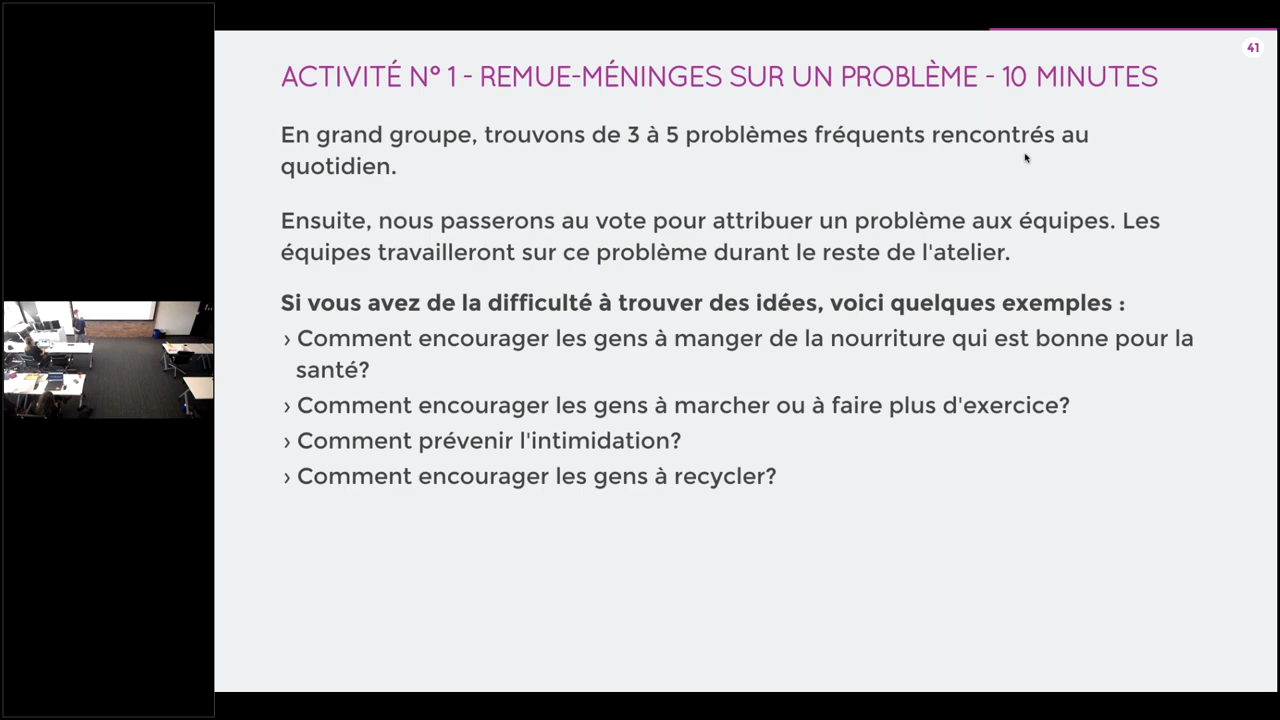 41
ACTIVITÉ N° 1 - REMUE-MÉNINGES SUR UN PROBLÈME - 10 MINUTES
En grand groupe, trouvons de 3 à 5 problèmes fréquents rencontrés au
quotidien.
Ensuite, nous passerons au vote pour attribuer un problème aux équipes. Les
équipes travailleront sur ce problème durant le reste de l'atelier.
Si vous avez de la difficulté à trouver des idées, voici quelques exemples :
› Comment encourager les gens à manger de la nourriture qui est bonne pour la
santé?
› Comment encourager les gens à marcher ou à faire plus d'exercice?
› Comment prévenir l'intimidation?
› Comment encourager les gens à recycler?